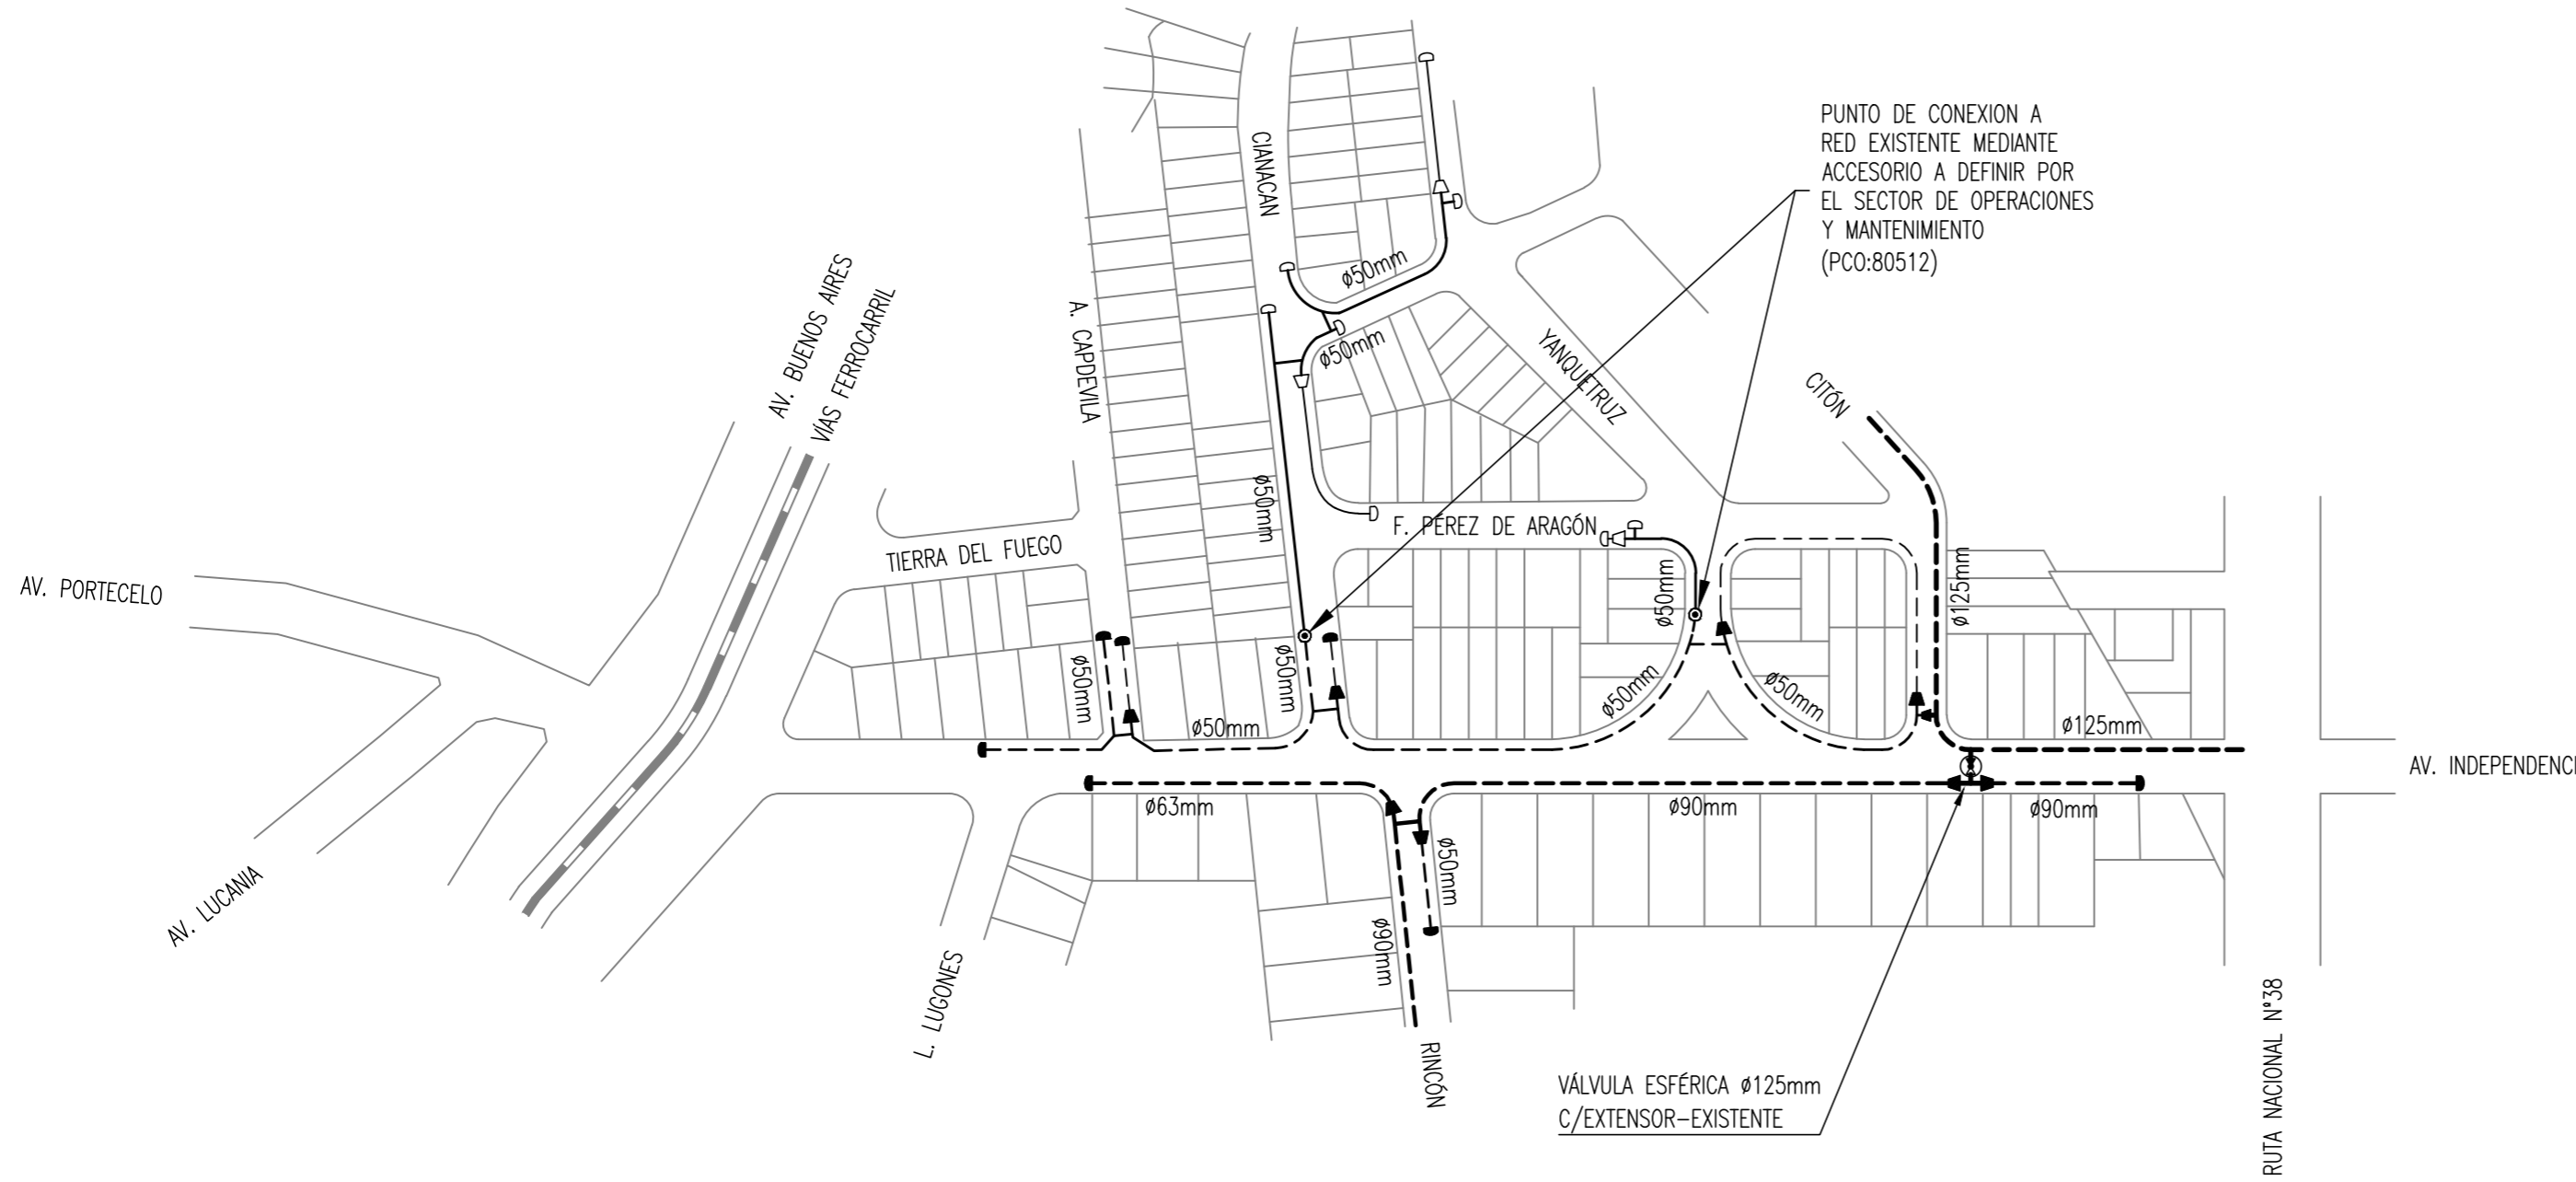 PUNTO DE CONEXION A
RED EXISTENTE MEDIANTE
ACCESORIO A DEFINIR POR
EL SECTOR DE OPERACIONES
Y MANTENIMIENTO
(PCO:80512)
CIANACAN
ø50mm
ø50mm
AV. BUENOS AIRES
VÍAS FERROCARRIL
A. CAPDEVILA
YANQUETRUZ
CITÓN
ø50mm
F. PÉREZ DE ARAGÓN
TIERRA DEL FUEGO
AV. PORTECELO
ø50mm
ø125mm
ø50mm
ø50mm
ø50mm
ø50mm
ø50mm
ø125mm
AV. INDEPENDENCI
ø63mm
ø90mm
ø90mm
ø50mm
ø90mm
AV. LUCANIA
L. LUGONES
RINCÓN
VÁLVULA ESFÉRICA ø125mm
C/EXTENSOR-EXISTENTE
RUTA NACIONAL Nº38